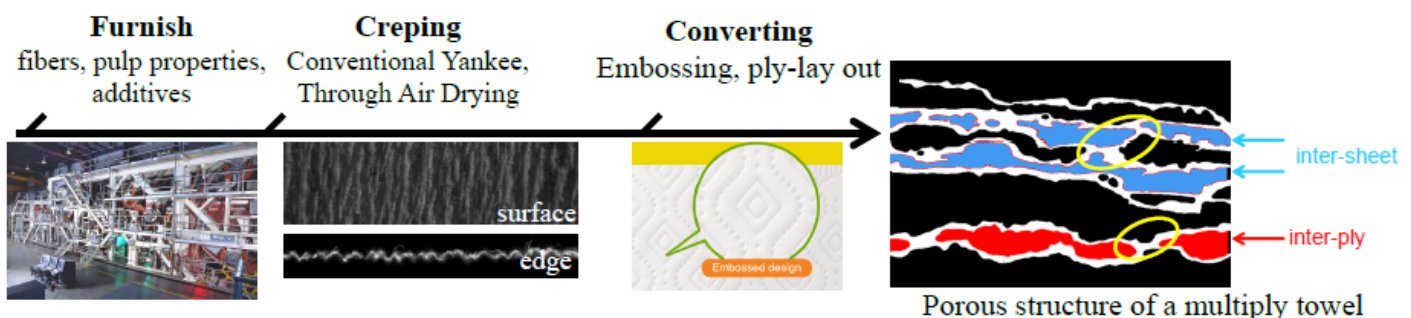 Furnish
fibers, pulp properties,
additives
Creping
Conventional Yankee,
Through Air Drying
Converting
Embossing, ply-lay out
surface
edge
Embossed design
inter-sheet
inter-ply
Porous structure of a multiply towel